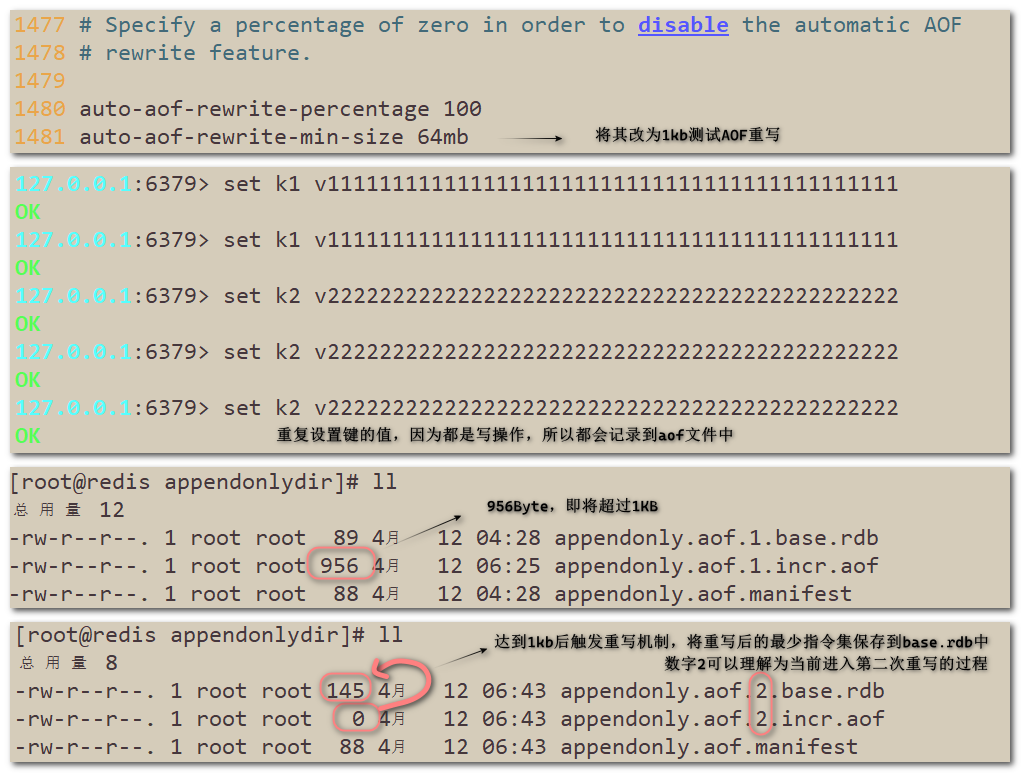 1477 # Specify a percentage of zero in order to disable the automatic AOF
1478 # rewrite feature.
1479
1480 auto-aof-rewrite-percentage 100
1481 auto-aof-rewrite-min-size 64mb
将其改为1kb测试AOF重写
127.0.0.1:6379> set k1 v11111111111111111111111111111111111111111111
OK
127.0.0.1:6379> set k1 v11111111111111111111111111111111111111111111
OK
127.0.0.1:6379> set k2 v22222222222222222222222222222222222222222222
OK
127.0.0.1:6379> set k2 v22222222222222222222222222222222222222222222
OK
127.0.0.1:6379> set k2 v22222222222222222222222222222222222222222222
OK
重复设置键的值，因为都是写操作，所以都会记录到aof文件中
[root@redis appendonlydir]# ll
总用量 12
956Byte，即将超过1KB
-rw-r--r--. 1 root root  89 4月  12 04:28 appendonly.aof.1.base.rdb
-rw-r--r--. 1 root root 956 4月  12 06:25 appendonly.aof.1.incr.aof
-rw-r--r--. 1 root root  88 4月  12 04:28 appendonly.aof.manifest
[root@redis appendonlydir]# ll
达到1kb后触发重写机制，将重写后的最少指令集保存到base.rdb中
数字2可以理解为当前进入第二次重写的过程
总用量 8
-rw-r--r--. 1 root root 145 4月  12 06:43 appendonly.aof.2.base.rdb
-rw-r--r--. 1 root root   0 4月  12 06:43 appendonly.aof.2.incr.aof
-rw-r--r--. 1 root root  88 4月  12 06:43 appendonly.aof.manifest